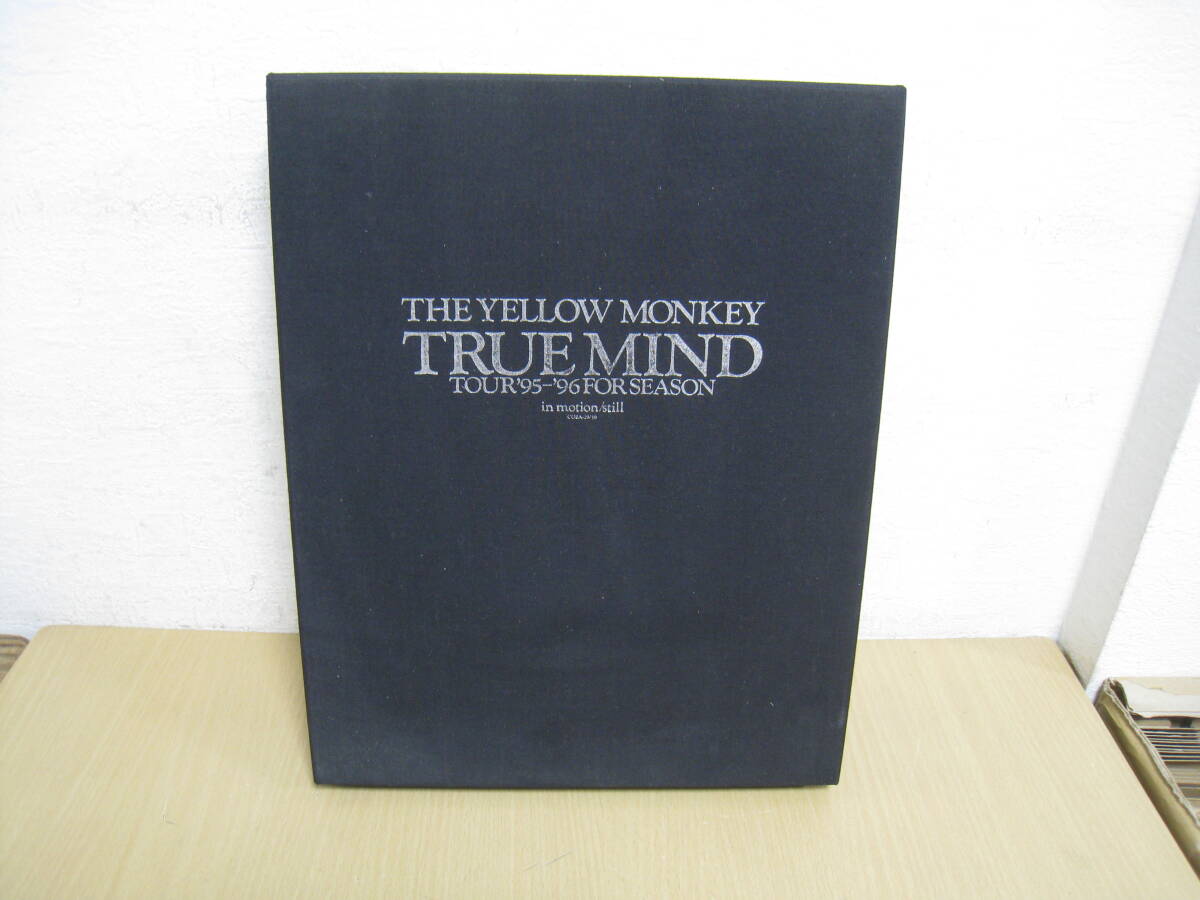 THE YELLOW MONKEY
TRUE MIND
TOUR '95-'96 FOR SEASON
in motion/still